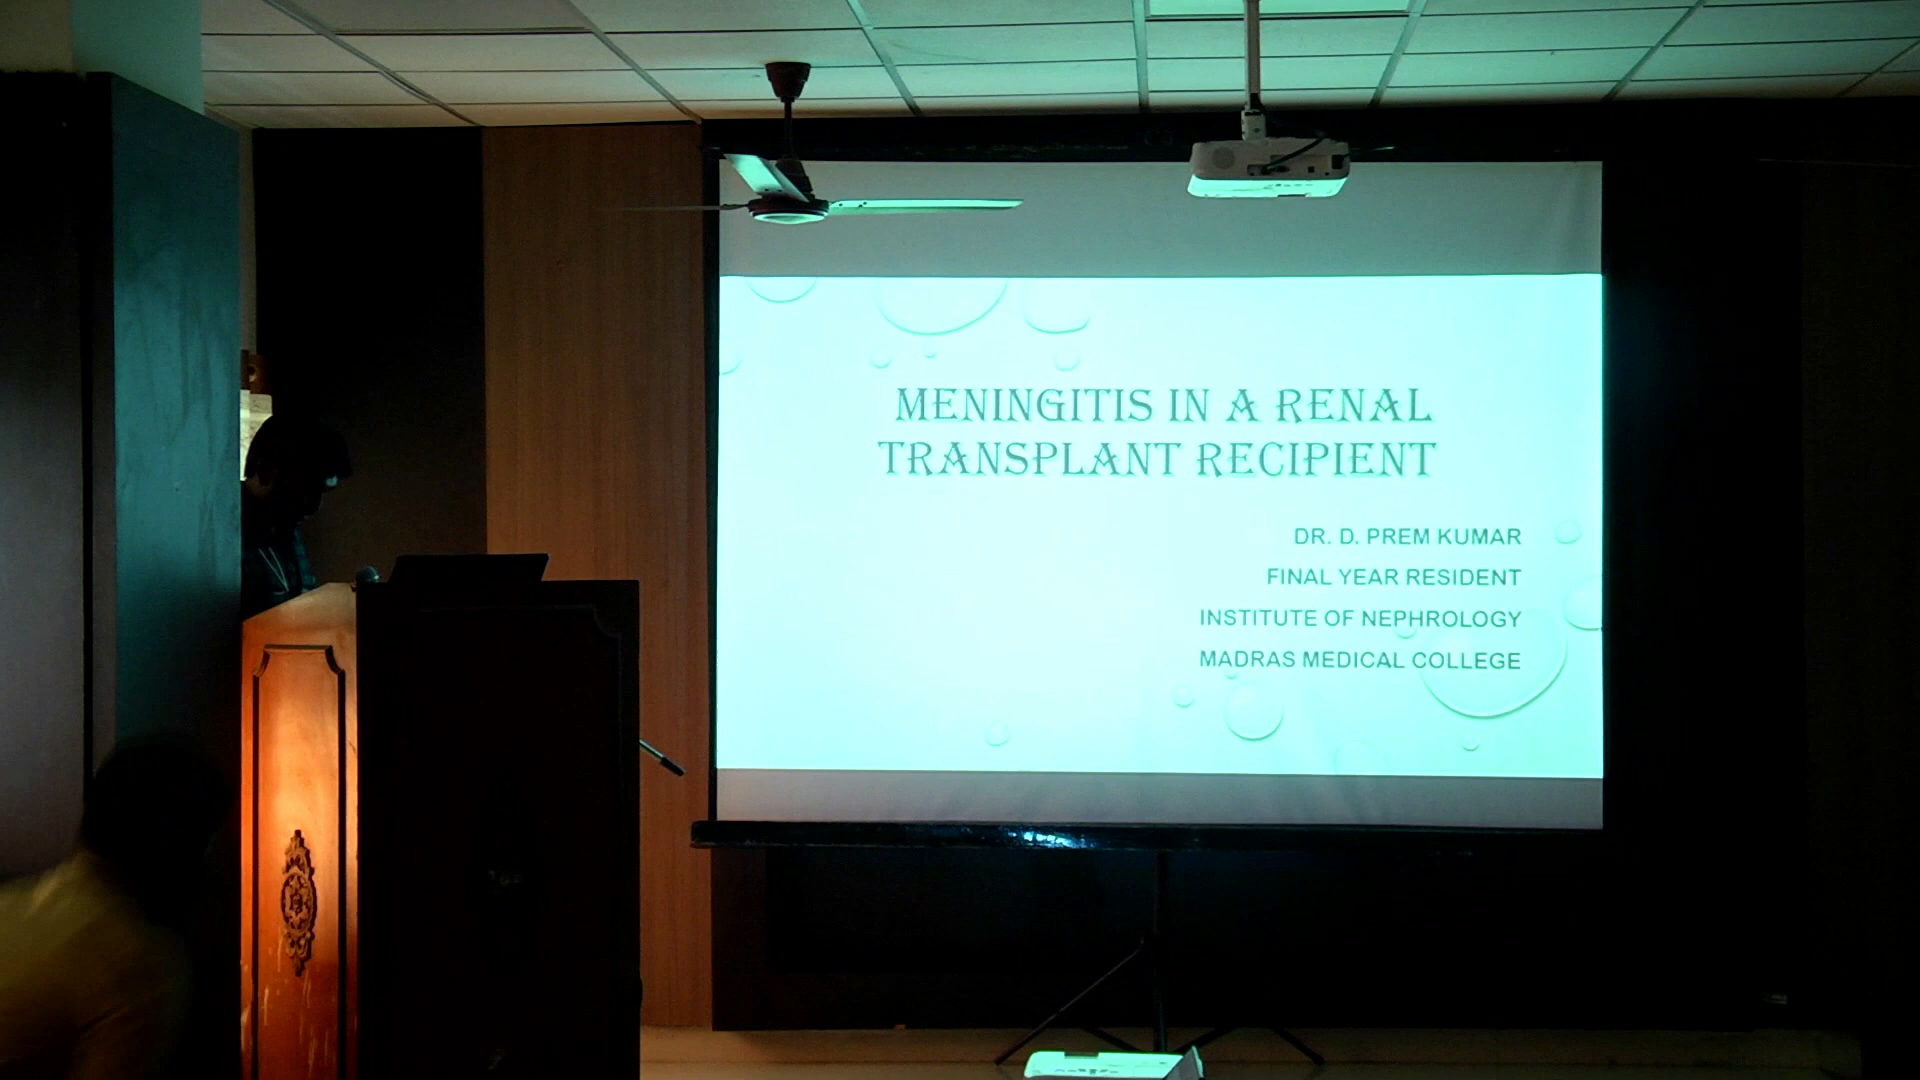 MENINGITIS IN A RENAL
TRANSPLANT RECIPIENT
DR. D. PREM KUMAR
FINAL YEAR RESIDENT
INSTITUTE OF NEPHROLOGY
MADRAS MEDICAL COLLEGE